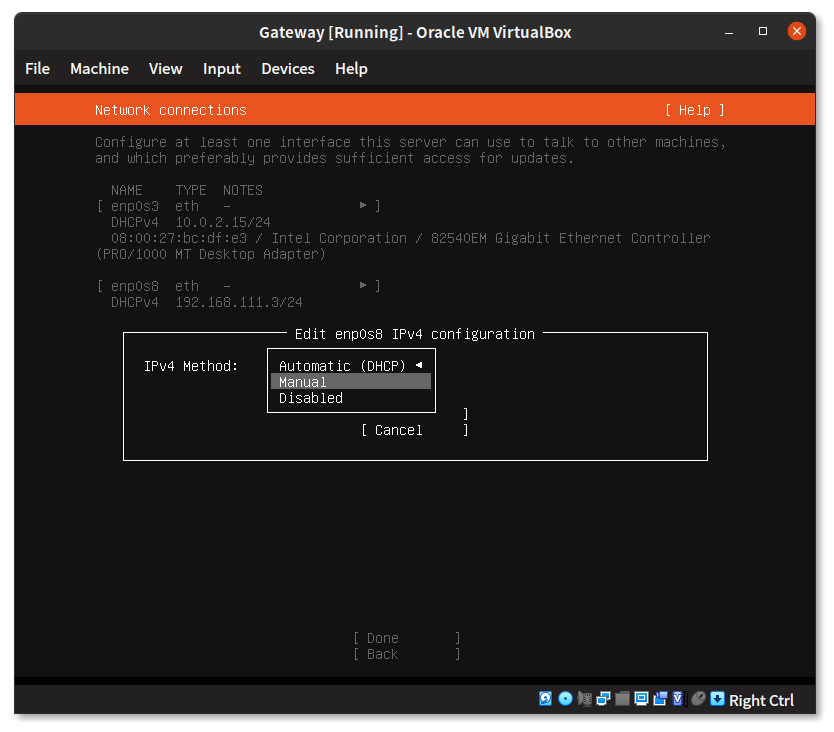 Gateway [Running] - Oracle VM VirtualBox
File Machine View Input Devices Help
Network connections [ Help ]
Configure at least one interface this server can use to talk to other machines,
and which preferably provides sufficient access for updates.
NAME TYPE NOTES
[ enp0s3 eth - ▸ ]
DHCPv4 10.0.2.15/24
08:00:27:bc:df:e3 / Intel Corporation / 82540EM Gigabit Ethernet Controller
(PRO/1000 MT Desktop Adapter)
[ enp0s8 eth - ▸ ]
DHCPv4 192.168.111.3/24
Edit enp0s8 IPv4 configuration
IPv4 Method: Automatic (DHCP) ◂
Manual
Disabled
]
[ Cancel ]
[ Done ]
[ Back ]
Right Ctrl